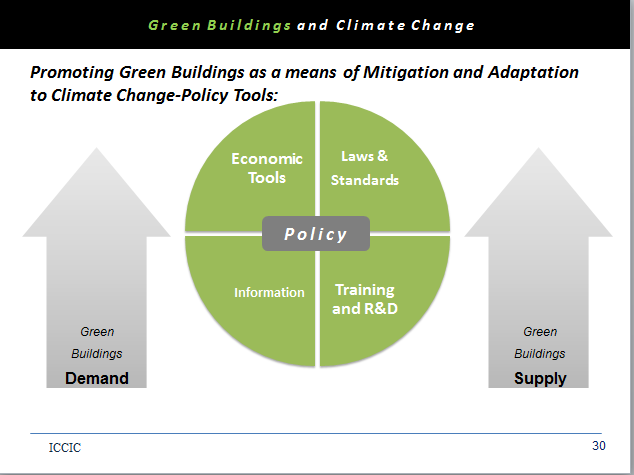 Green Buildings and Climate Change
Promoting Green Buildings as a means of Mitigation and Adaptation
to Climate Change-Policy Tools:
Economic
Tools
Laws &
Standards
Policy
Information
Training
and R&D
Green
Buildings
Demand
Green
Buildings
Supply
ICCIC
30